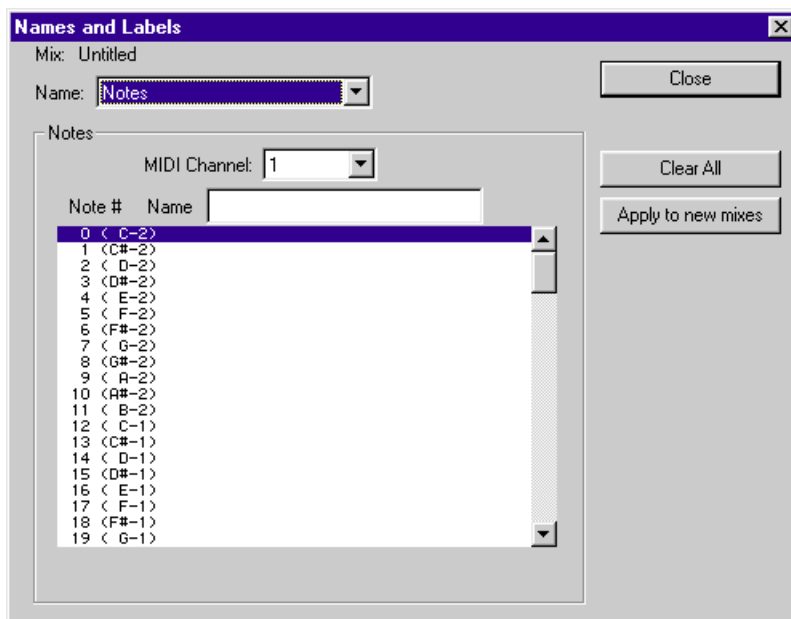 Names and Labels
Mix: Untitled
Name: Notes
Close
Notes
MIDI Channel: 1
Clear All
Note # Name
Apply to new mixes
0 ( C-2)
1 (C#-2)
2 ( D-2)
3 (D#-2)
4 ( E-2)
5 ( F-2)
6 (F#-2)
7 ( G-2)
8 (G#-2)
9 ( A-2)
10 (A#-2)
11 ( B-2)
12 ( C-1)
13 (C#-1)
14 ( D-1)
15 (D#-1)
16 ( E-1)
17 ( F-1)
18 (F#-1)
19 ( G-1)